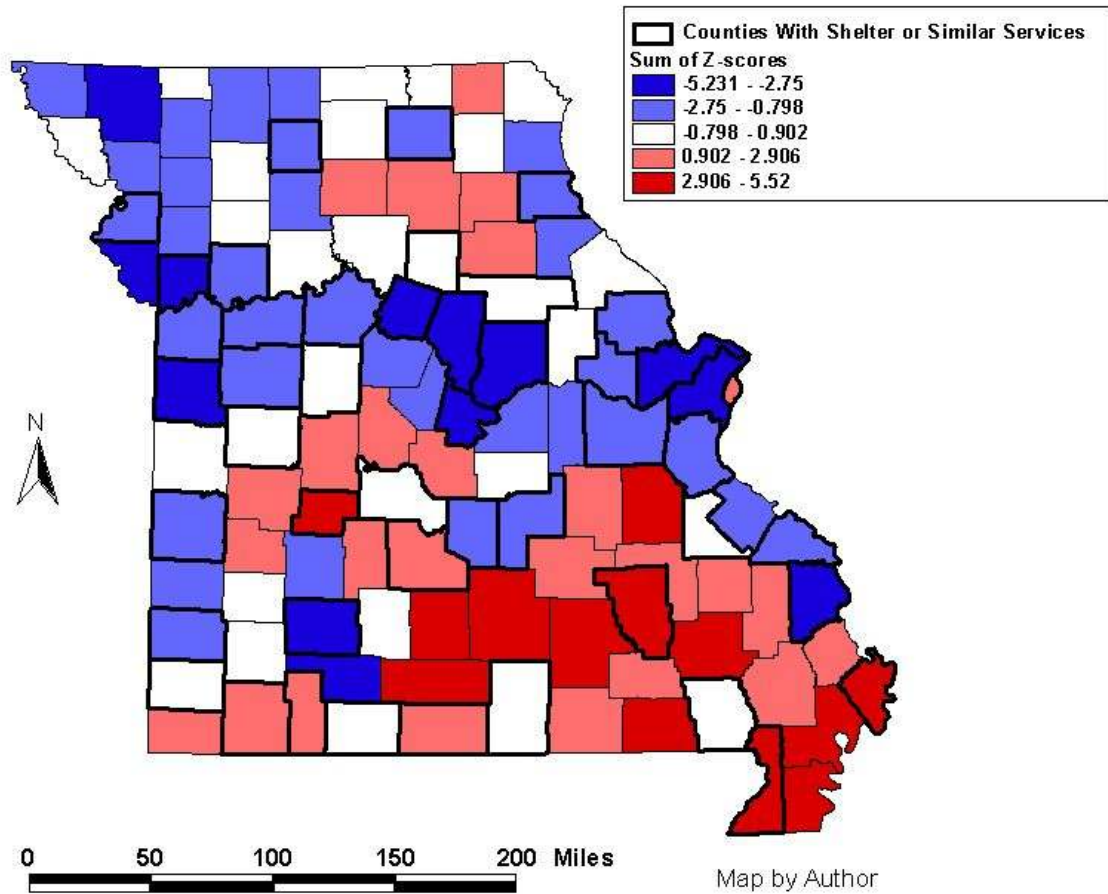 Counties With Shelter or Similar Services
Sum of Z-scores
-5.231 - -2.75
-2.75 - -0.798
-0.798 - 0.902
0.902 - 2.906
2.906 - 5.52
N
0 50 100 150 200 Miles
Map by Author